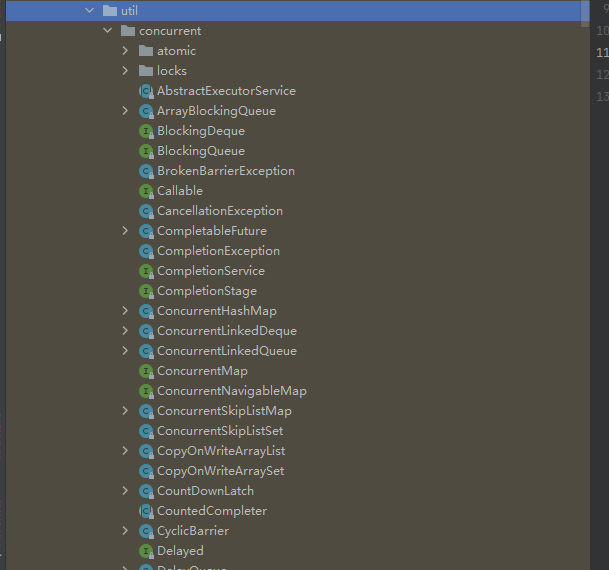 util
9
concurrent
10
atomic
11
locks
12
AbstractExecutorService
13
ArrayBlockingQueue
BlockingDeque
BlockingQueue
BrokenBarrierException
Callable
CancellationException
CompletableFuture
CompletionException
CompletionService
CompletionStage
ConcurrentHashMap
ConcurrentLinkedDeque
ConcurrentLinkedQueue
ConcurrentMap
ConcurrentNavigableMap
ConcurrentSkipListMap
ConcurrentSkipListSet
CopyOnWriteArrayList
CopyOnWriteArraySet
CountDownLatch
CountedCompleter
CyclicBarrier
Delayed
DelayQueue